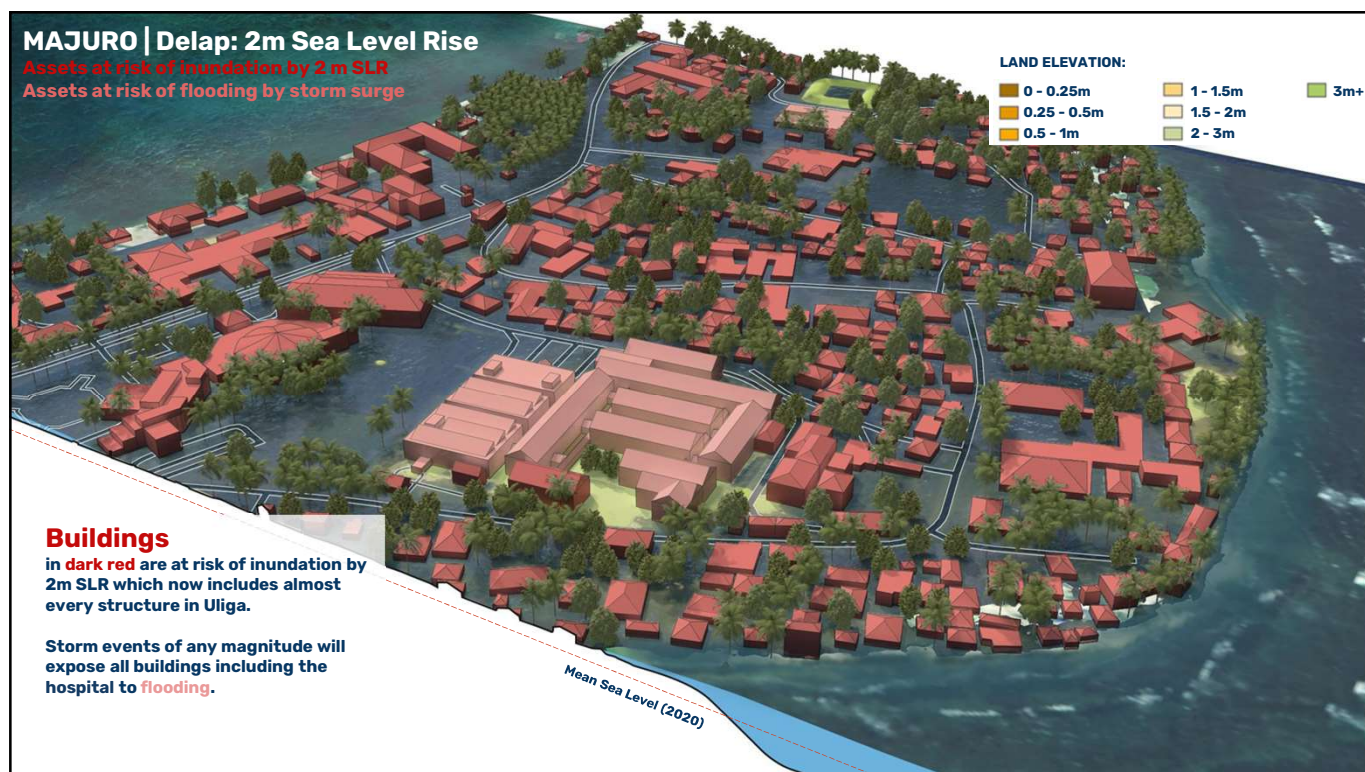 MAJURO | Delap: 2m Sea Level Rise
Assets at risk of inundation by 2 m SLR
Assets at risk of flooding by storm surge
LAND ELEVATION:
0 - 0.25m
0.25 - 0.5m
0.5 - 1m
1 - 1.5m
1.5 - 2m
2 - 3m
3m+
Buildings
in dark red are at risk of inundation by
2m SLR which now includes almost
every structure in Uliga.
Storm events of any magnitude will
expose all buildings including the
hospital to flooding.
Mean Sea Level (2020)